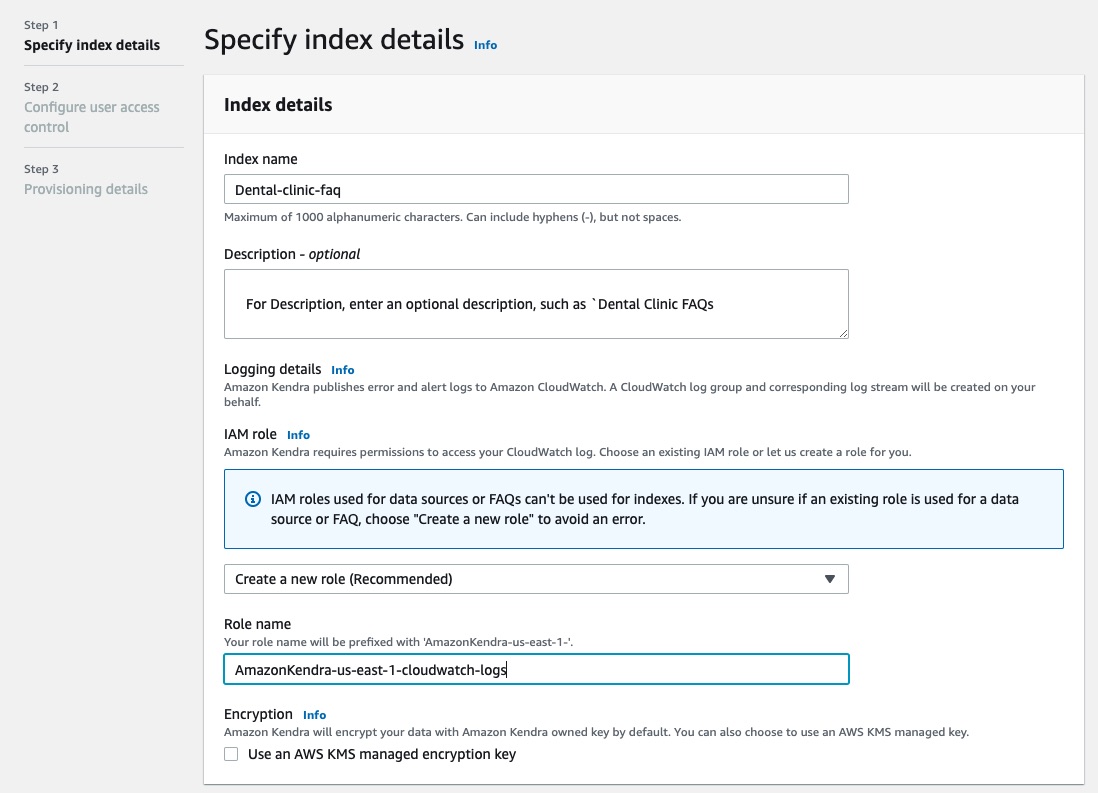 Step 1
Specify index details
Step 2
Configure user access
control
Step 3
Provisioning details
Specify index details Info
Index details
Index name
Dental-clinic-faq
Maximum of 1000 alphanumeric characters. Can include hyphens (-), but not spaces.
Description - optional
For Description, enter an optional description, such as `Dental Clinic FAQs
Logging details Info
Amazon Kendra publishes error and alert logs to Amazon CloudWatch. A CloudWatch log group and corresponding log stream will be created on your
behalf.
IAM role Info
Amazon Kendra requires permissions to access your CloudWatch log. Choose an existing IAM role or let us create a role for you.
IAM roles used for data sources or FAQs can't be used for indexes. If you are unsure if an existing role is used for a data
source or FAQ, choose "Create a new role" to avoid an error.
Create a new role (Recommended)
Role name
Your role name will be prefixed with 'AmazonKendra-us-east-1-'.
AmazonKendra-us-east-1-cloudwatch-logs
Encryption Info
Amazon Kendra will encrypt your data with Amazon Kendra owned key by default. You can also choose to use an AWS KMS managed key.
Use an AWS KMS managed encryption key